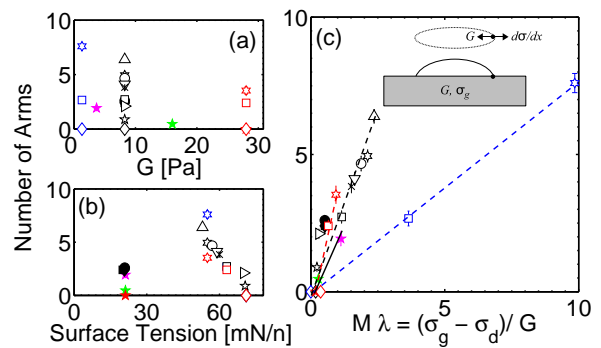 Number of Arms
(a)
10
5
0
0 10 20 30
G [Pa]
(b)
10
5
0
0 20 40 60
Surface Tension [mN/n]
(c)
10
5
0
0 5 10
G dσ/dx
G, σg
M λ = (σg − σd)/ G